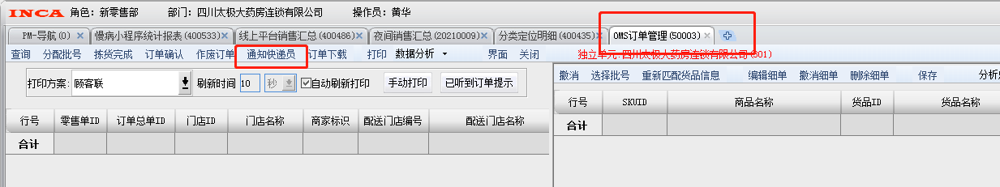 INCA 角色：新零售部 部门：四川太极大药房连锁有限公司 操作员：黄华
PM-导航(0) 慢病小程序统计报表(400533) 线上平台销售汇总(400486) 夜间销售汇总(20210009) 分类定位明细(400435) OMS订单管理(50003)
查询 分配批号 拣货完成 订单确认 作废订单 通知快递员 订单下载 打印 数据分析 界面 关闭 独立单元:四川太极大药房连锁有限公司(301)
打印方案: 顾客联 刷新时间 10 秒 自动刷新打印 手动打印 已听到订单提示
撤消 选择批号 重新匹配货品信息 编辑细单 撤消细单 删除细单 保存
行号 零售单ID 订单总单ID 门店ID 门店名称 商家标识 配送门店编号 配送门店名称
合计
行号 SKUID 商品名称 货品ID 货品名称
合计